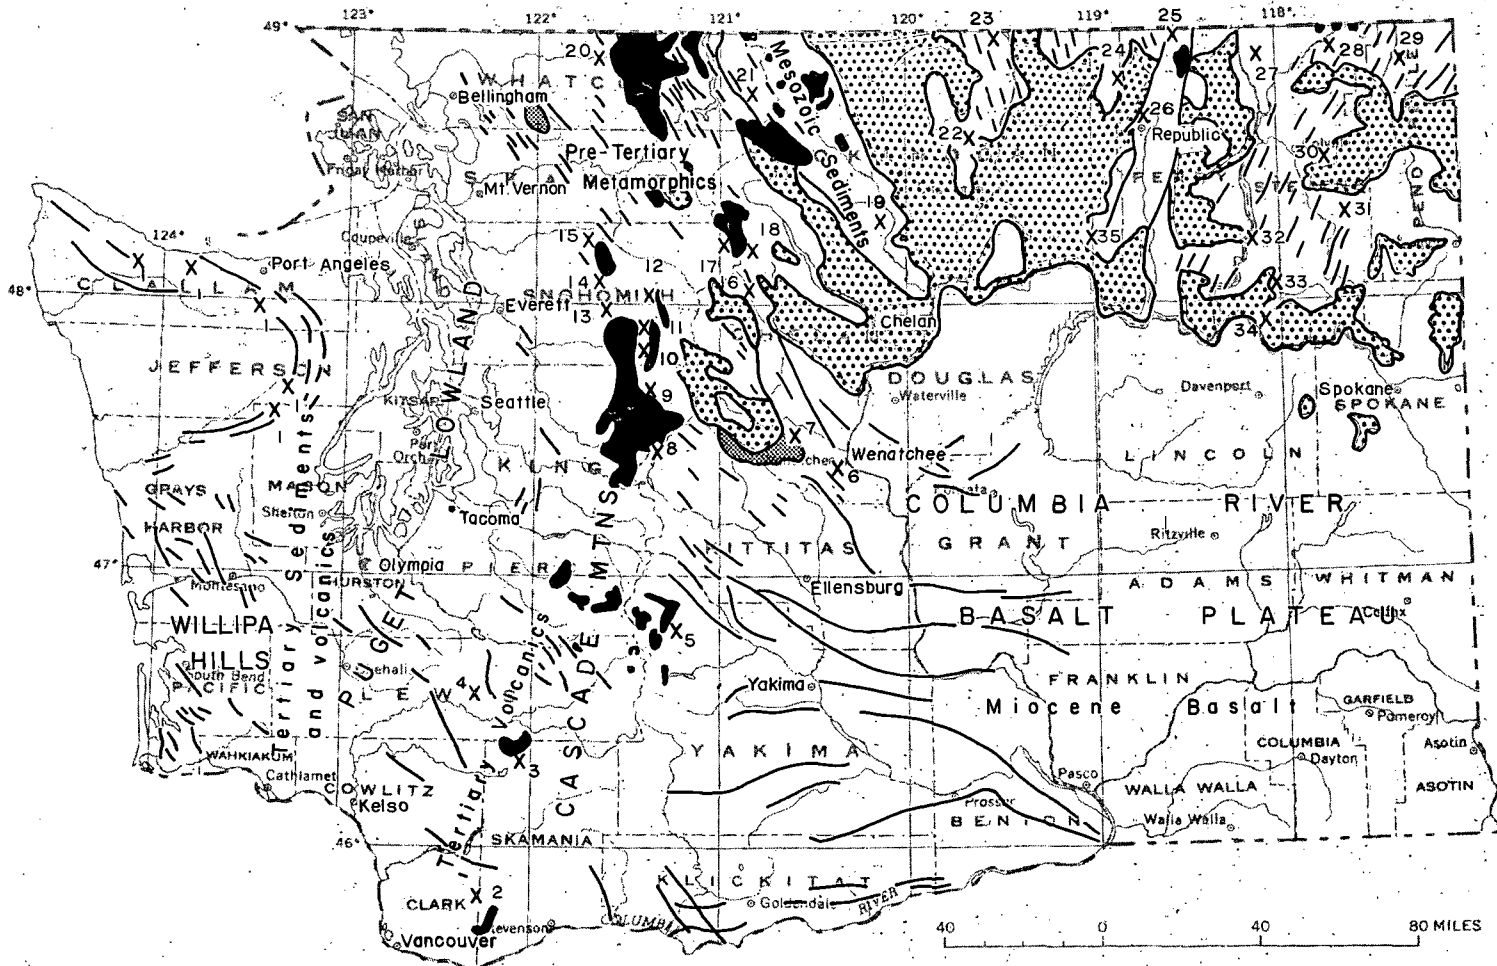 123° 122° 121° 120° 23 119° 25 118°
49°
20 X
24 X
X 28
29
X 27
21
WHATC
Bellingham
Mesozoic Sediments
26
Republic
SAN JUAN
22 X
30
Pre-Tertiary
Metamorphics
Mt. Vernon
Friday Harbor
19
X 31
124°
Coupeville
15 X
18
X 35
X 32
Port Angeles
CLALLAM
17
12
14
16
X 33
48°
SNOHOMISH
Everett
13
Chelan
34
11
10
JEFFERSON
DOUGLAS
Waterville
Davenport
Spokane
SPOKANE
KITSAP
Seattle
X 9
X 7
Port Orchard
X 8
Wenatchee
X 6
LINCOLN
KING
GRAYS HARBOR
MASON
Shelton
Tacoma
COLUMBIA RIVER
KITTITAS
GRANT
Ritzville
47°
Olympia
PIER
Ellensburg
ADAMS
WHITMAN
Montesano
THURSTON
BASALT PLATEAU
Colfax
WILLIPA HILLS
X 5
Tertiary Sediments and volcanics
PUGET LOWLAND
South Bend
PACIFIC
LEW
4 X
Tertiary Volcanics
CASCADE MTNS
Yakima
FRANKLIN
Miocene Basalt
GARFIELD
Pomeroy
YAKIMA
COLUMBIA
Dayton
Asotin
ASOTIN
WAHKIAKUM
Cathlamet
X 3
COWLITZ
Kelso
Pasco
WALLA WALLA
Walla Walla
Prosser
BENTON
46°
SKAMANIA
KLICKITAT
Goldendale
CLARK X 2
Stevenson
COLUMBIA RIVER
Vancouver
40 0 40 80 MILES